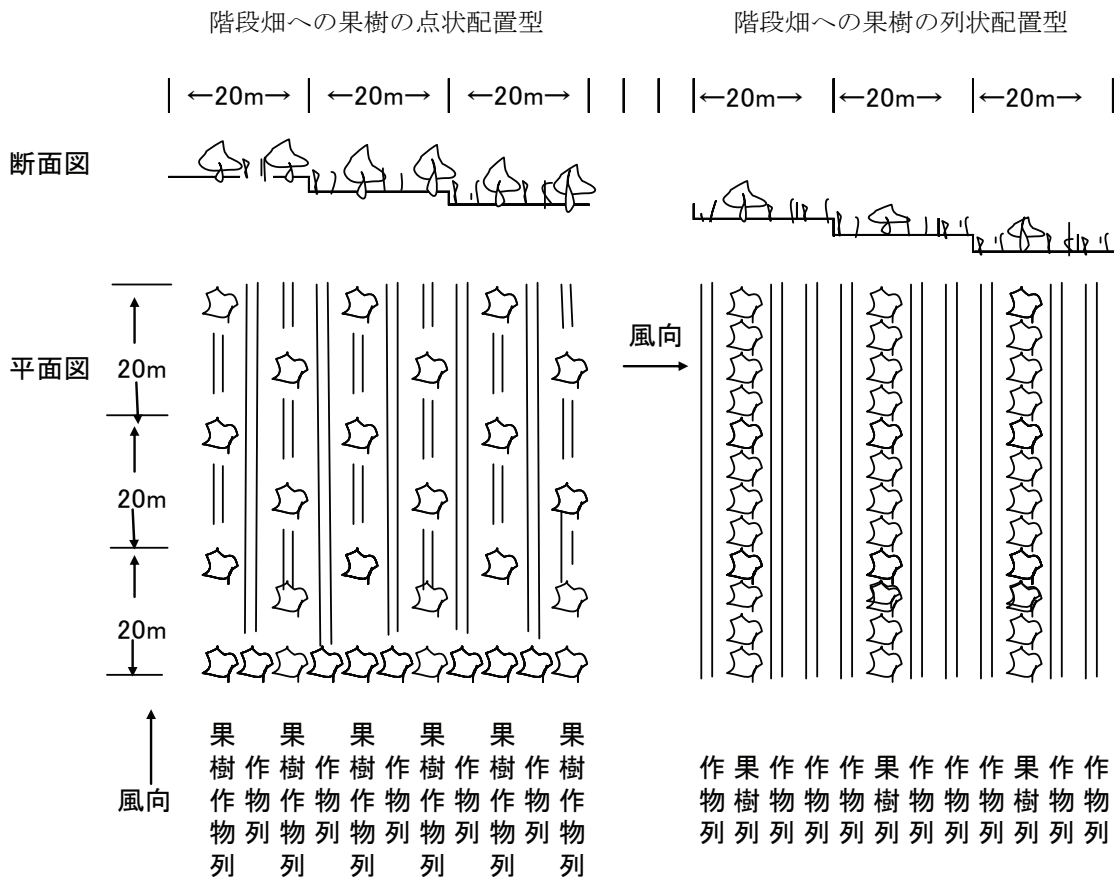 階段畑への果樹の点状配置型
階段畑への果樹の列状配置型
←20m→ ←20m→ ←20m→
←20m→ ←20m→ ←20m→
断面図
平面図
20m
20m
20m
風向
風向
果樹作物列
作物列
果樹作物列
作物列
果樹作物列
作物列
果樹作物列
作物列
果樹作物列
作物列
果樹作物列
作物列
果樹列
作物列
作物列
作物列
果樹列
作物列
作物列
作物列
果樹列
作物列
作物列